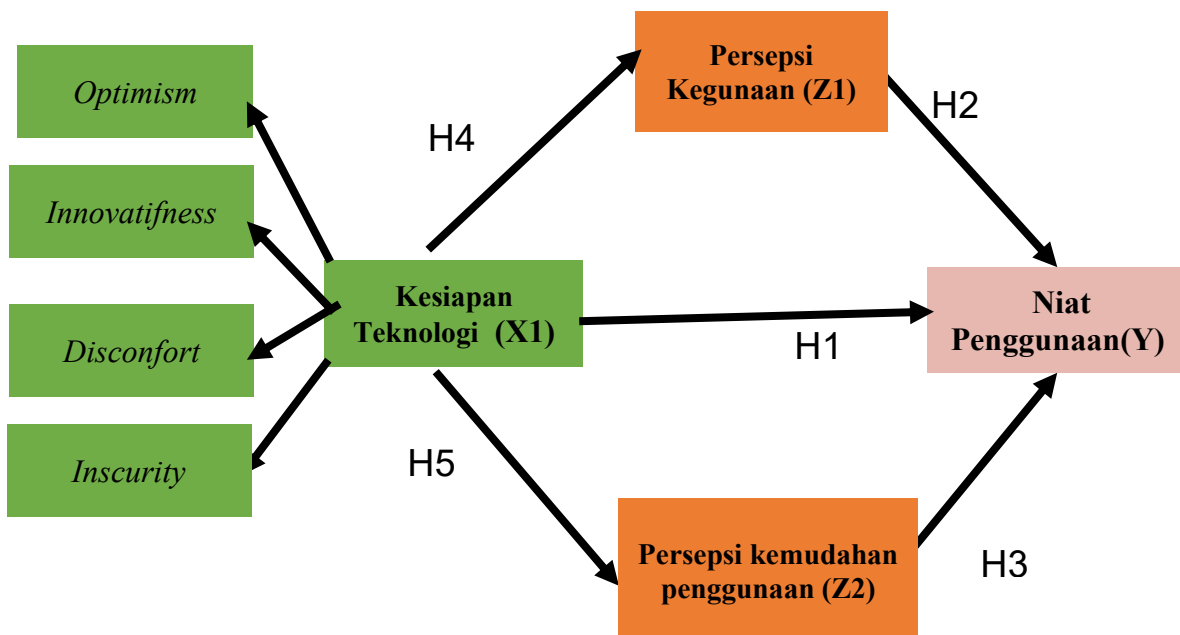 Optimism
Innovatifness
Disconfort
Inscurity
Kesiapan
Teknologi (X1)
H4
H5
Persepsi
Kegunaan (Z1)
H2
H1
Niat
Penggunaan(Y)
Persepsi kemudahan
penggunaan (Z2)
H3